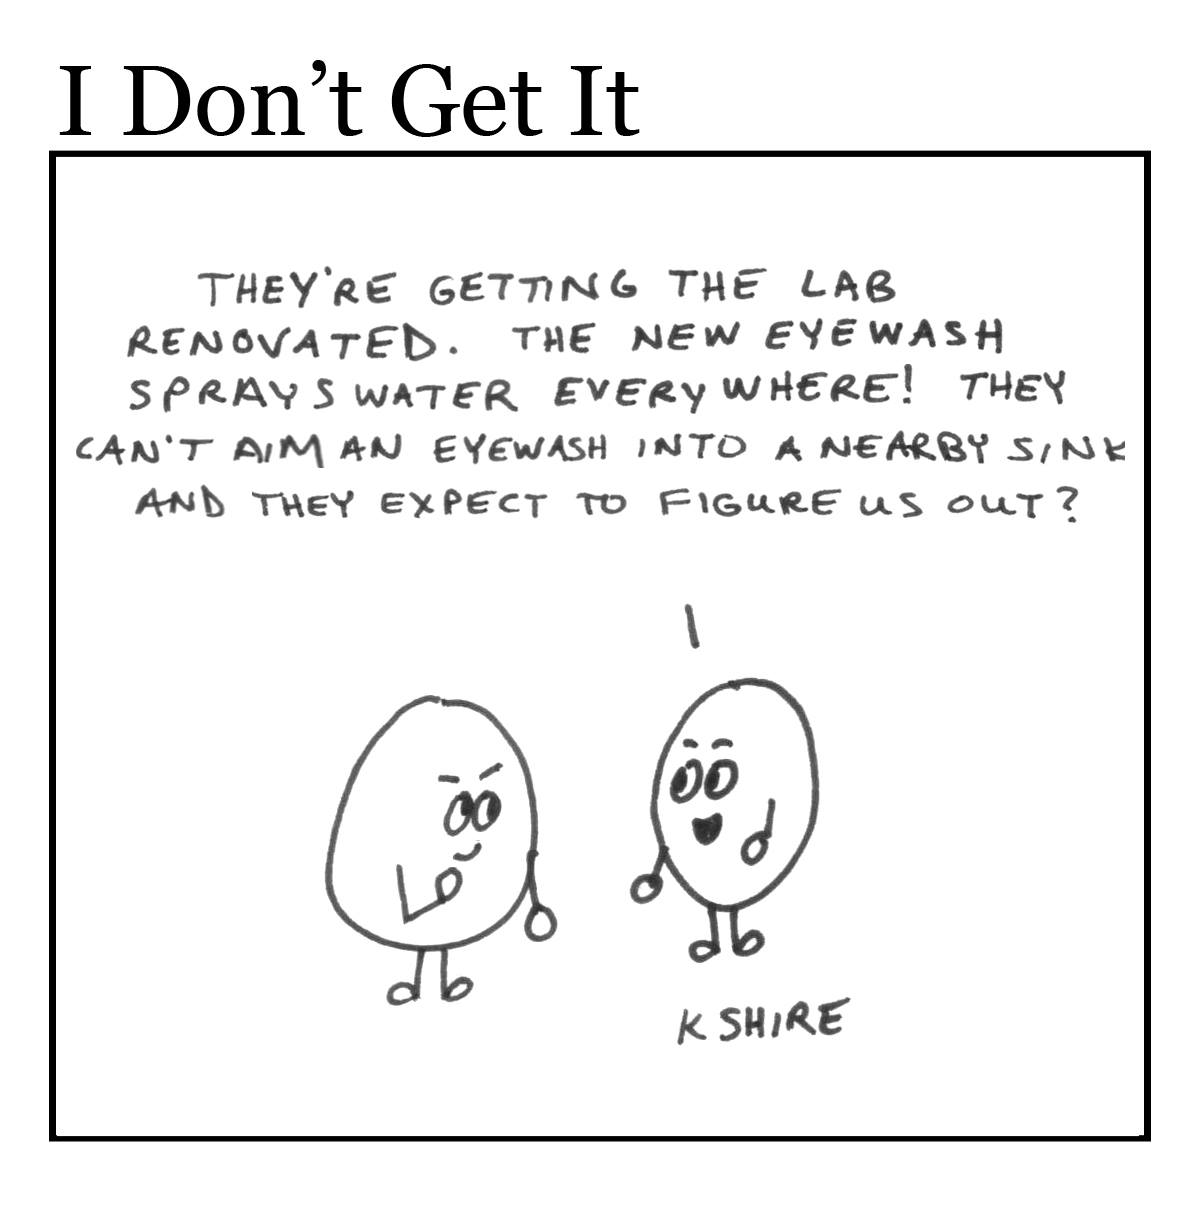 I Don’t Get It
THEY'RE GETTING THE LAB
RENOVATED. THE NEW EYEWASH
SPRAYS WATER EVERYWHERE! THEY
CAN'T AIM AN EYEWASH INTO A NEARBY SINK
AND THEY EXPECT TO FIGURE US OUT?
K SHIRE